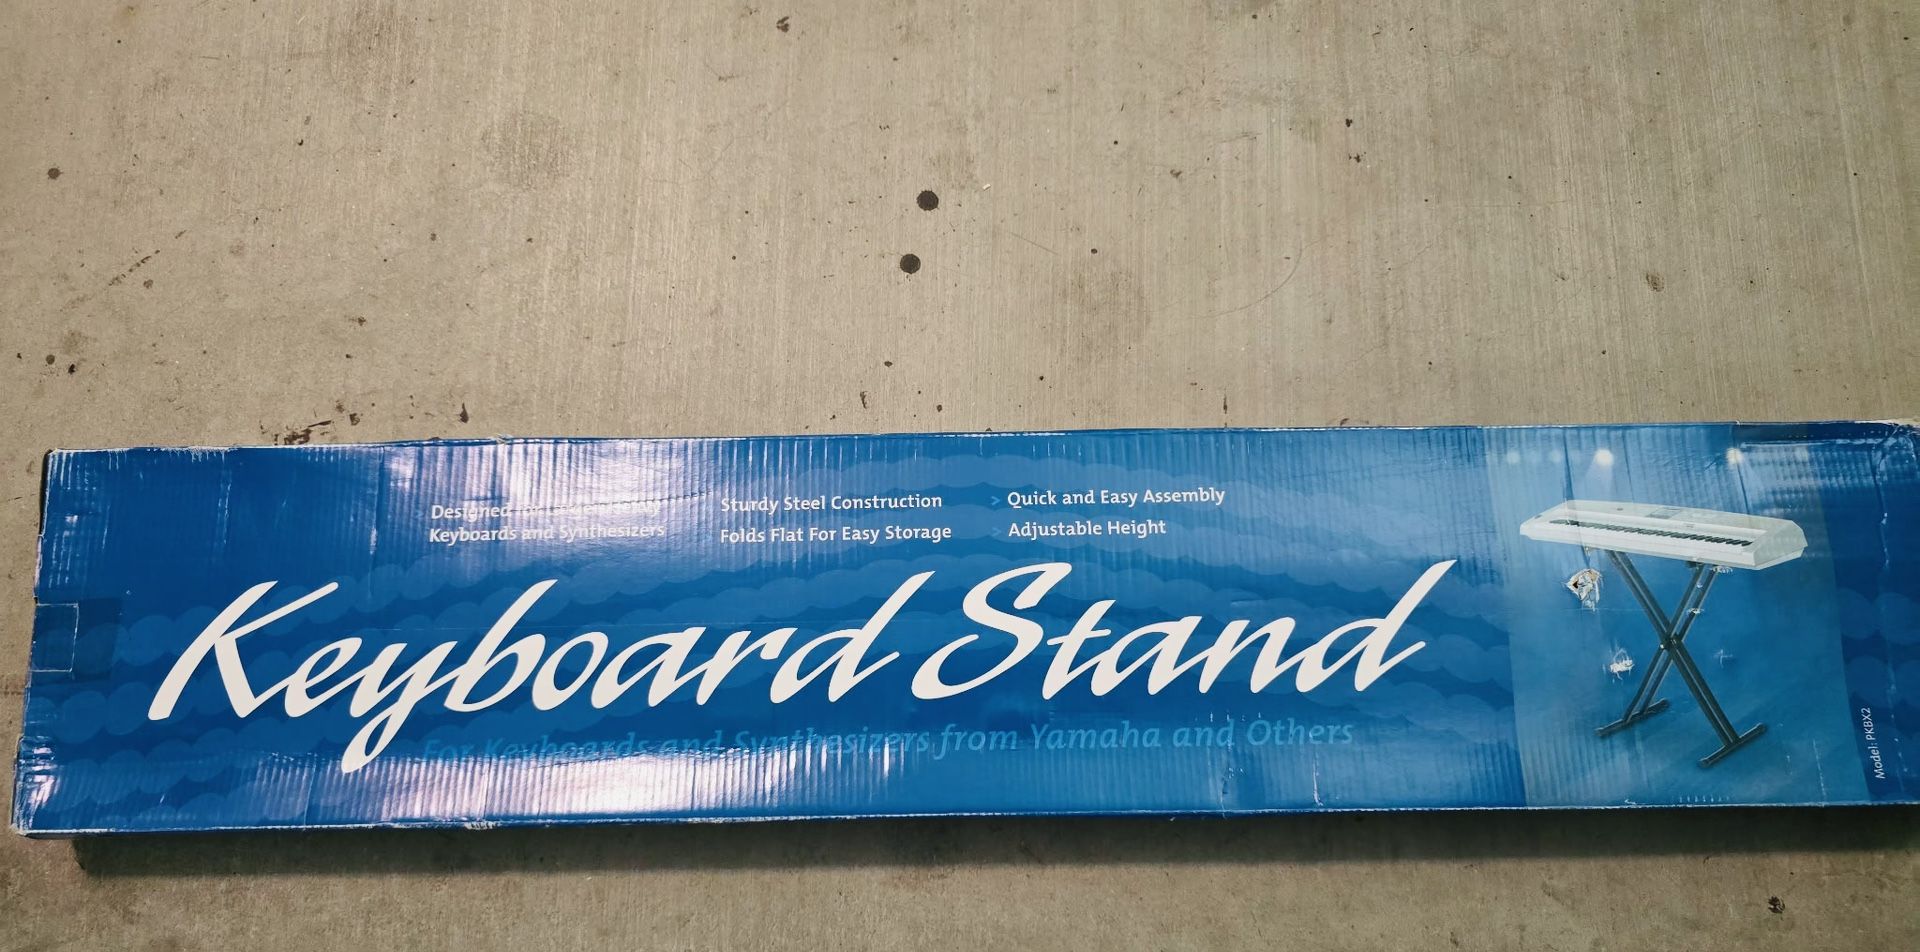 Designed for
Keyboards and Synthesizers
Sturdy Steel Construction
Folds Flat For Easy Storage
> Quick and Easy Assembly
> Adjustable Height
Keyboard Stand
For Keyboards and Synthesizers from Yamaha and Others
Model: PKBX2